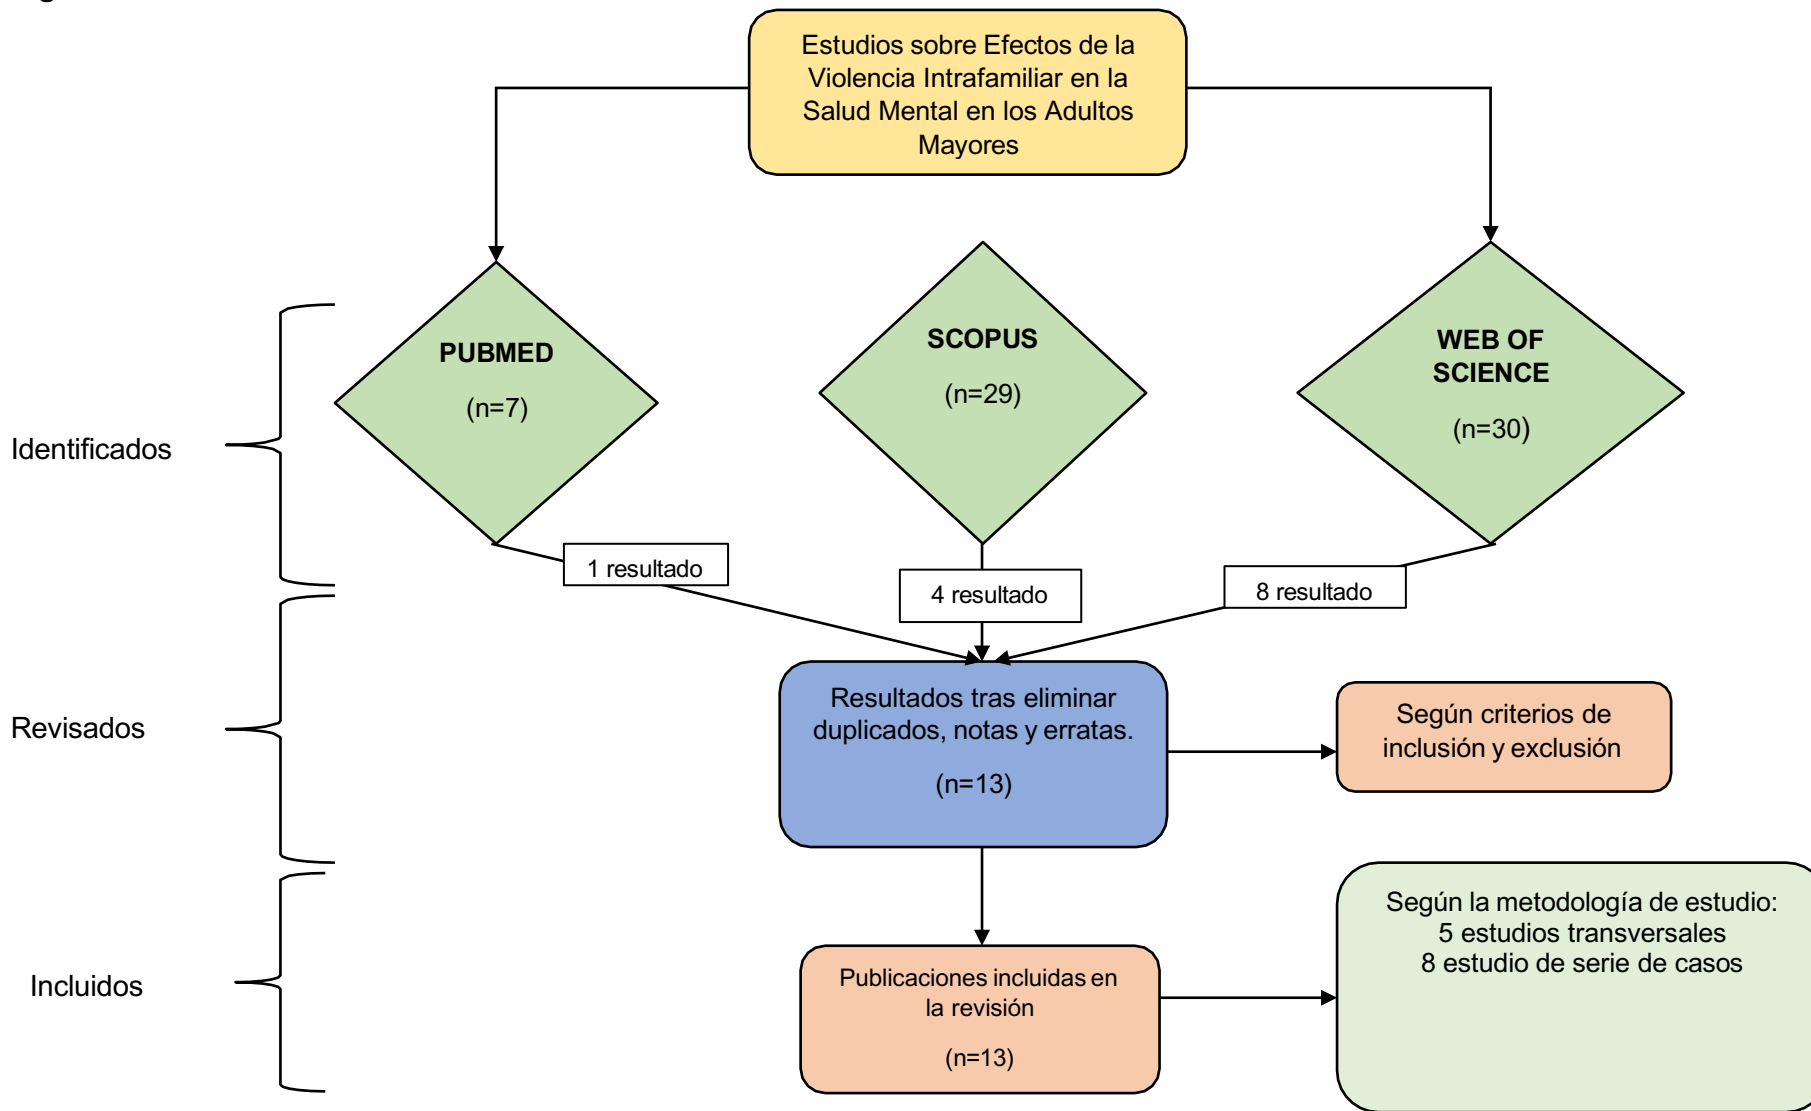 Estudios sobre Efectos de la
Violencia Intrafamiliar en la
Salud Mental en los Adultos
Mayores
PUBMED
(n=7)
SCOPUS
(n=29)
WEB OF
SCIENCE
(n=30)
Identificados
1 resultado
4 resultado
8 resultado
Resultados tras eliminar
duplicados, notas y erratas.
(n=13)
Según criterios de
inclusión y exclusión
Revisados
Según la metodología de estudio:
5 estudios transversales
8 estudio de serie de casos
Publicaciones incluidas en
la revisión
(n=13)
Incluidos